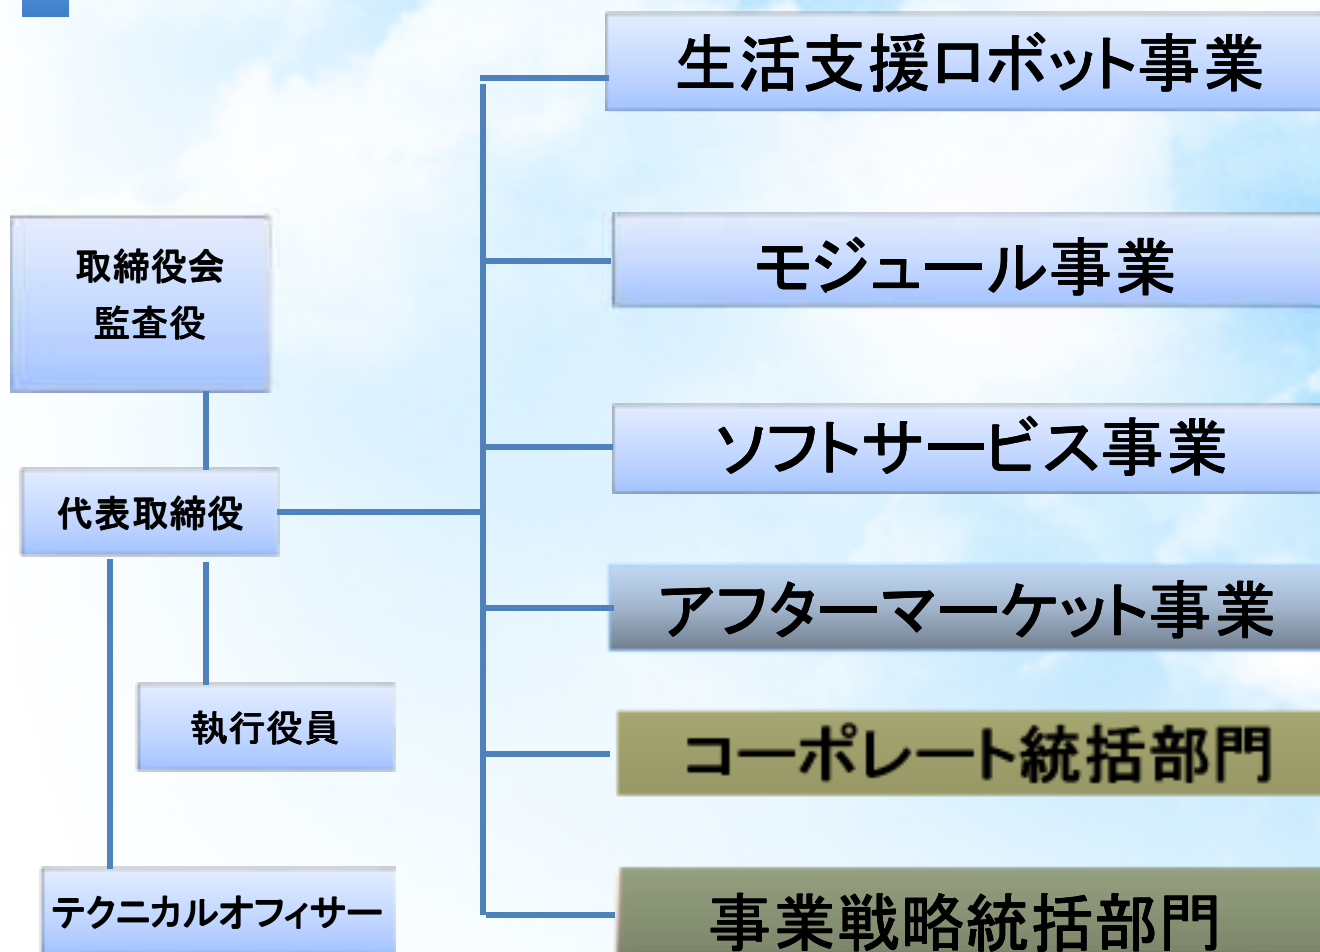 取締役会
監査役
代表取締役
執行役員
テクニカルオフィサー
生活支援ロボット事業
モジュール事業
ソフトサービス事業
アフターマーケット事業
コーポレート統括部門
事業戦略統括部門